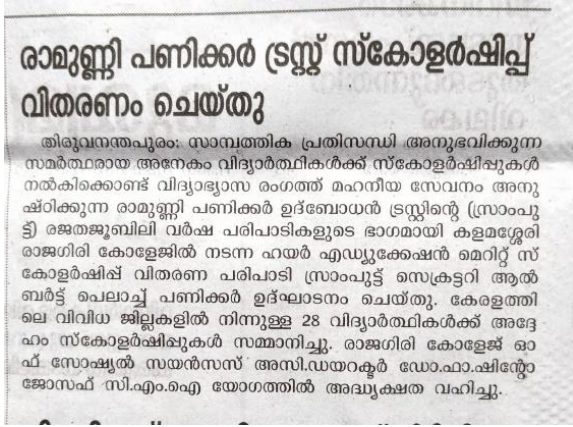 രാമുണ്ണി പണിക്കർ ട്രസ്റ്റ് സ്കോളർഷിപ്പ്
വിതരണം ചെയ്തു
തിരുവനന്തപുരം: സാമ്പത്തിക പ്രതിസന്ധി അനുഭവിക്കുന്ന
സമർത്ഥരായ അനേകം വിദ്യാർത്ഥികൾക്ക് സ്കോളർഷിപ്പുകൾ
നൽകിക്കൊണ്ട് വിദ്യാഭ്യാസ രംഗത്ത് മഹനീയ സേവനം അനു
ഷ്ഠിക്കുന്ന രാമുണ്ണി പണിക്കർ ഉദ്ബോധൻ ട്രസ്റ്റിന്റെ (സ്രാംപു
ട്ട്) രജതജൂബിലി വർഷ പരിപാടികളുടെ ഭാഗമായി കളമശ്ശേരി
രാജഗിരി കോളേജിൽ നടന്ന ഹയർ എഡ്യുക്കേഷൻ മെറിറ്റ് സ്
കോളർഷിപ്പ് വിതരണ പരിപാടി സ്രാംപുട്ട് സെക്രട്ടറി ആൽ
ബർട്ട് പെലാച്ച് പണിക്കർ ഉദ്ഘാടനം ചെയ്തു. കേരളത്തി
ലെ വിവിധ ജില്ലകളിൽ നിന്നുള്ള 28 വിദ്യാർത്ഥികൾക്ക് അദ്ദേ
ഹം സ്കോളർഷിപ്പുകൾ സമ്മാനിച്ചു. രാജഗിരി കോളേജ് ഓ
ഫ് സോഷ്യൽ സയൻസസ് അസി.ഡയറക്ടർ ഡോ.ഫാ.ഷിന്റോ
ജോസഫ് സി.എം.ഐ യോഗത്തിൽ അദ്ധ്യക്ഷത വഹിച്ചു.